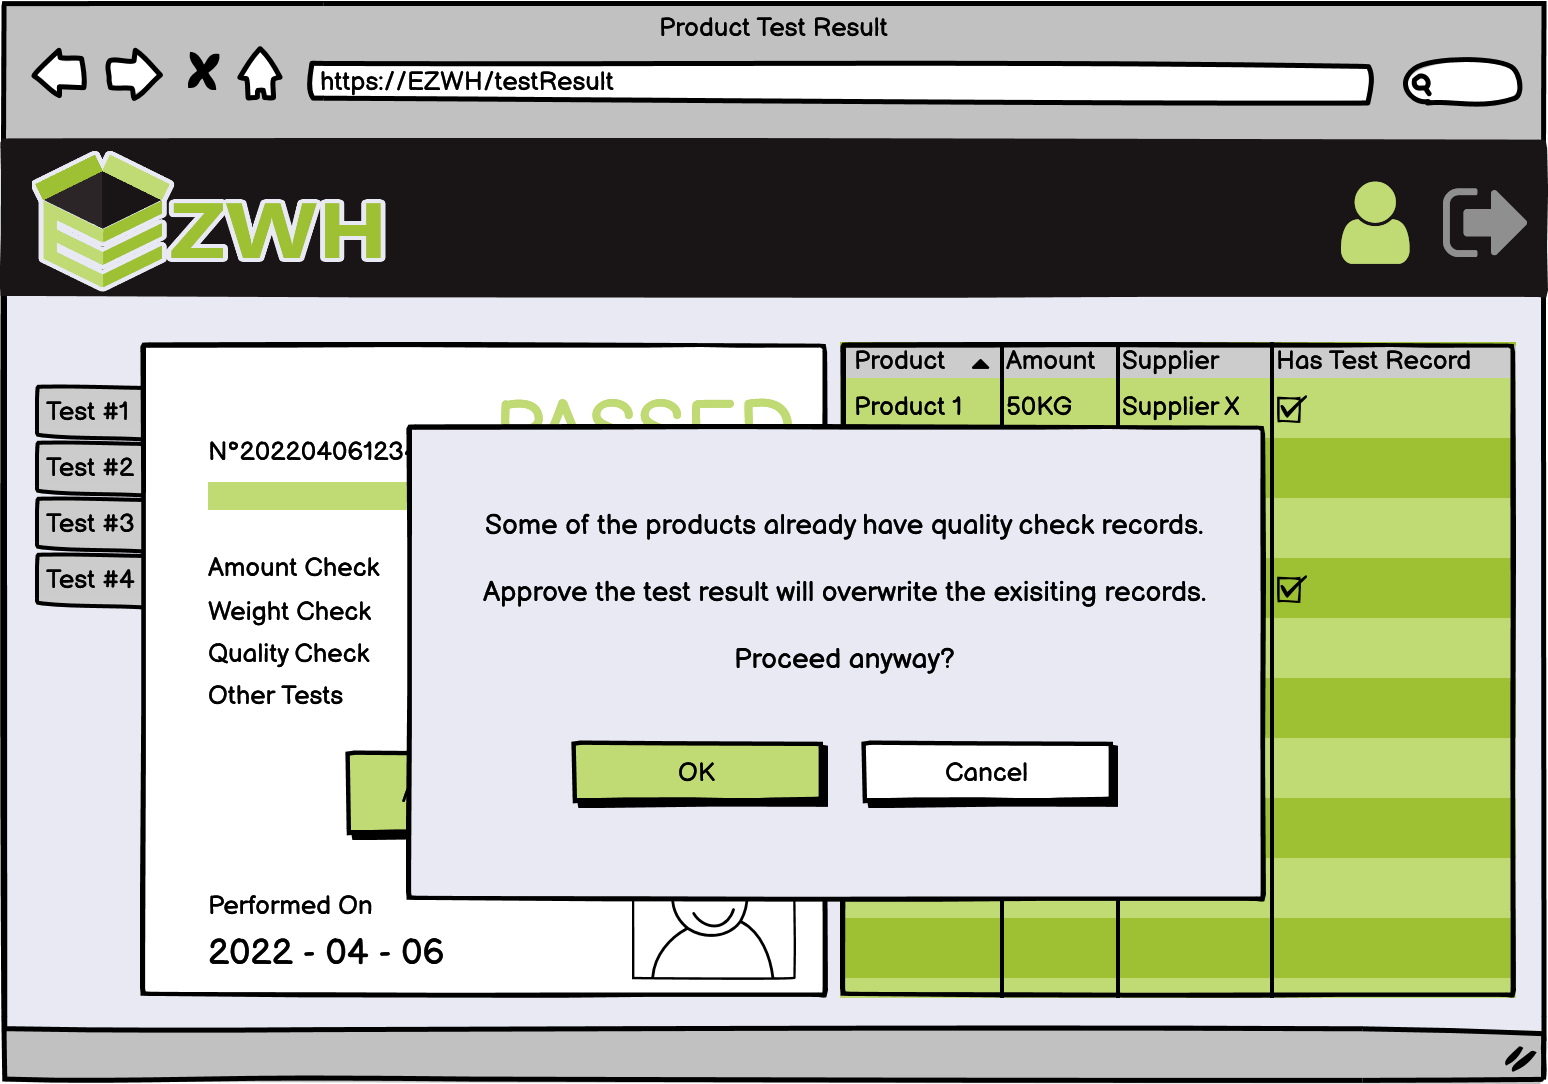 Product Test Result
https://EZWH/testResult
EZWH
Test #1
Test #2
Test #3
Test #4
PASSED
N°202204061234
Amount Check
Weight Check
Quality Check
Other Tests
Performed On
2022 - 04 - 06
Product Amount Supplier Has Test Record
Product 1 50KG Supplier X
Some of the products already have quality check records.
Approve the test result will overwrite the exisiting records.
Proceed anyway?
OK Cancel